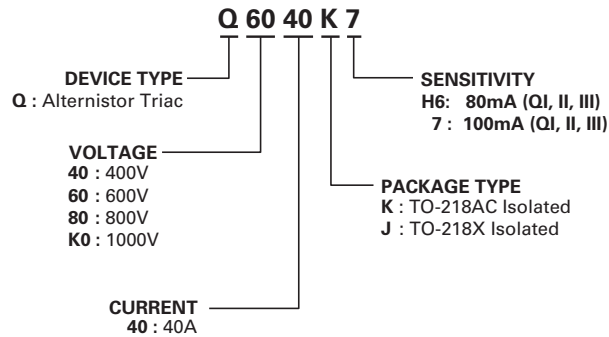 Q 60 40 K 7
DEVICE TYPE
Q : Alternistor Triac
VOLTAGE
40 : 400V
60 : 600V
80 : 800V
K0 : 1000V
CURRENT
40 : 40A
SENSITIVITY
H6: 80mA (QI, II, III)
7 : 100mA (QI, II, III)
PACKAGE TYPE
K : TO-218AC Isolated
J : TO-218X Isolated